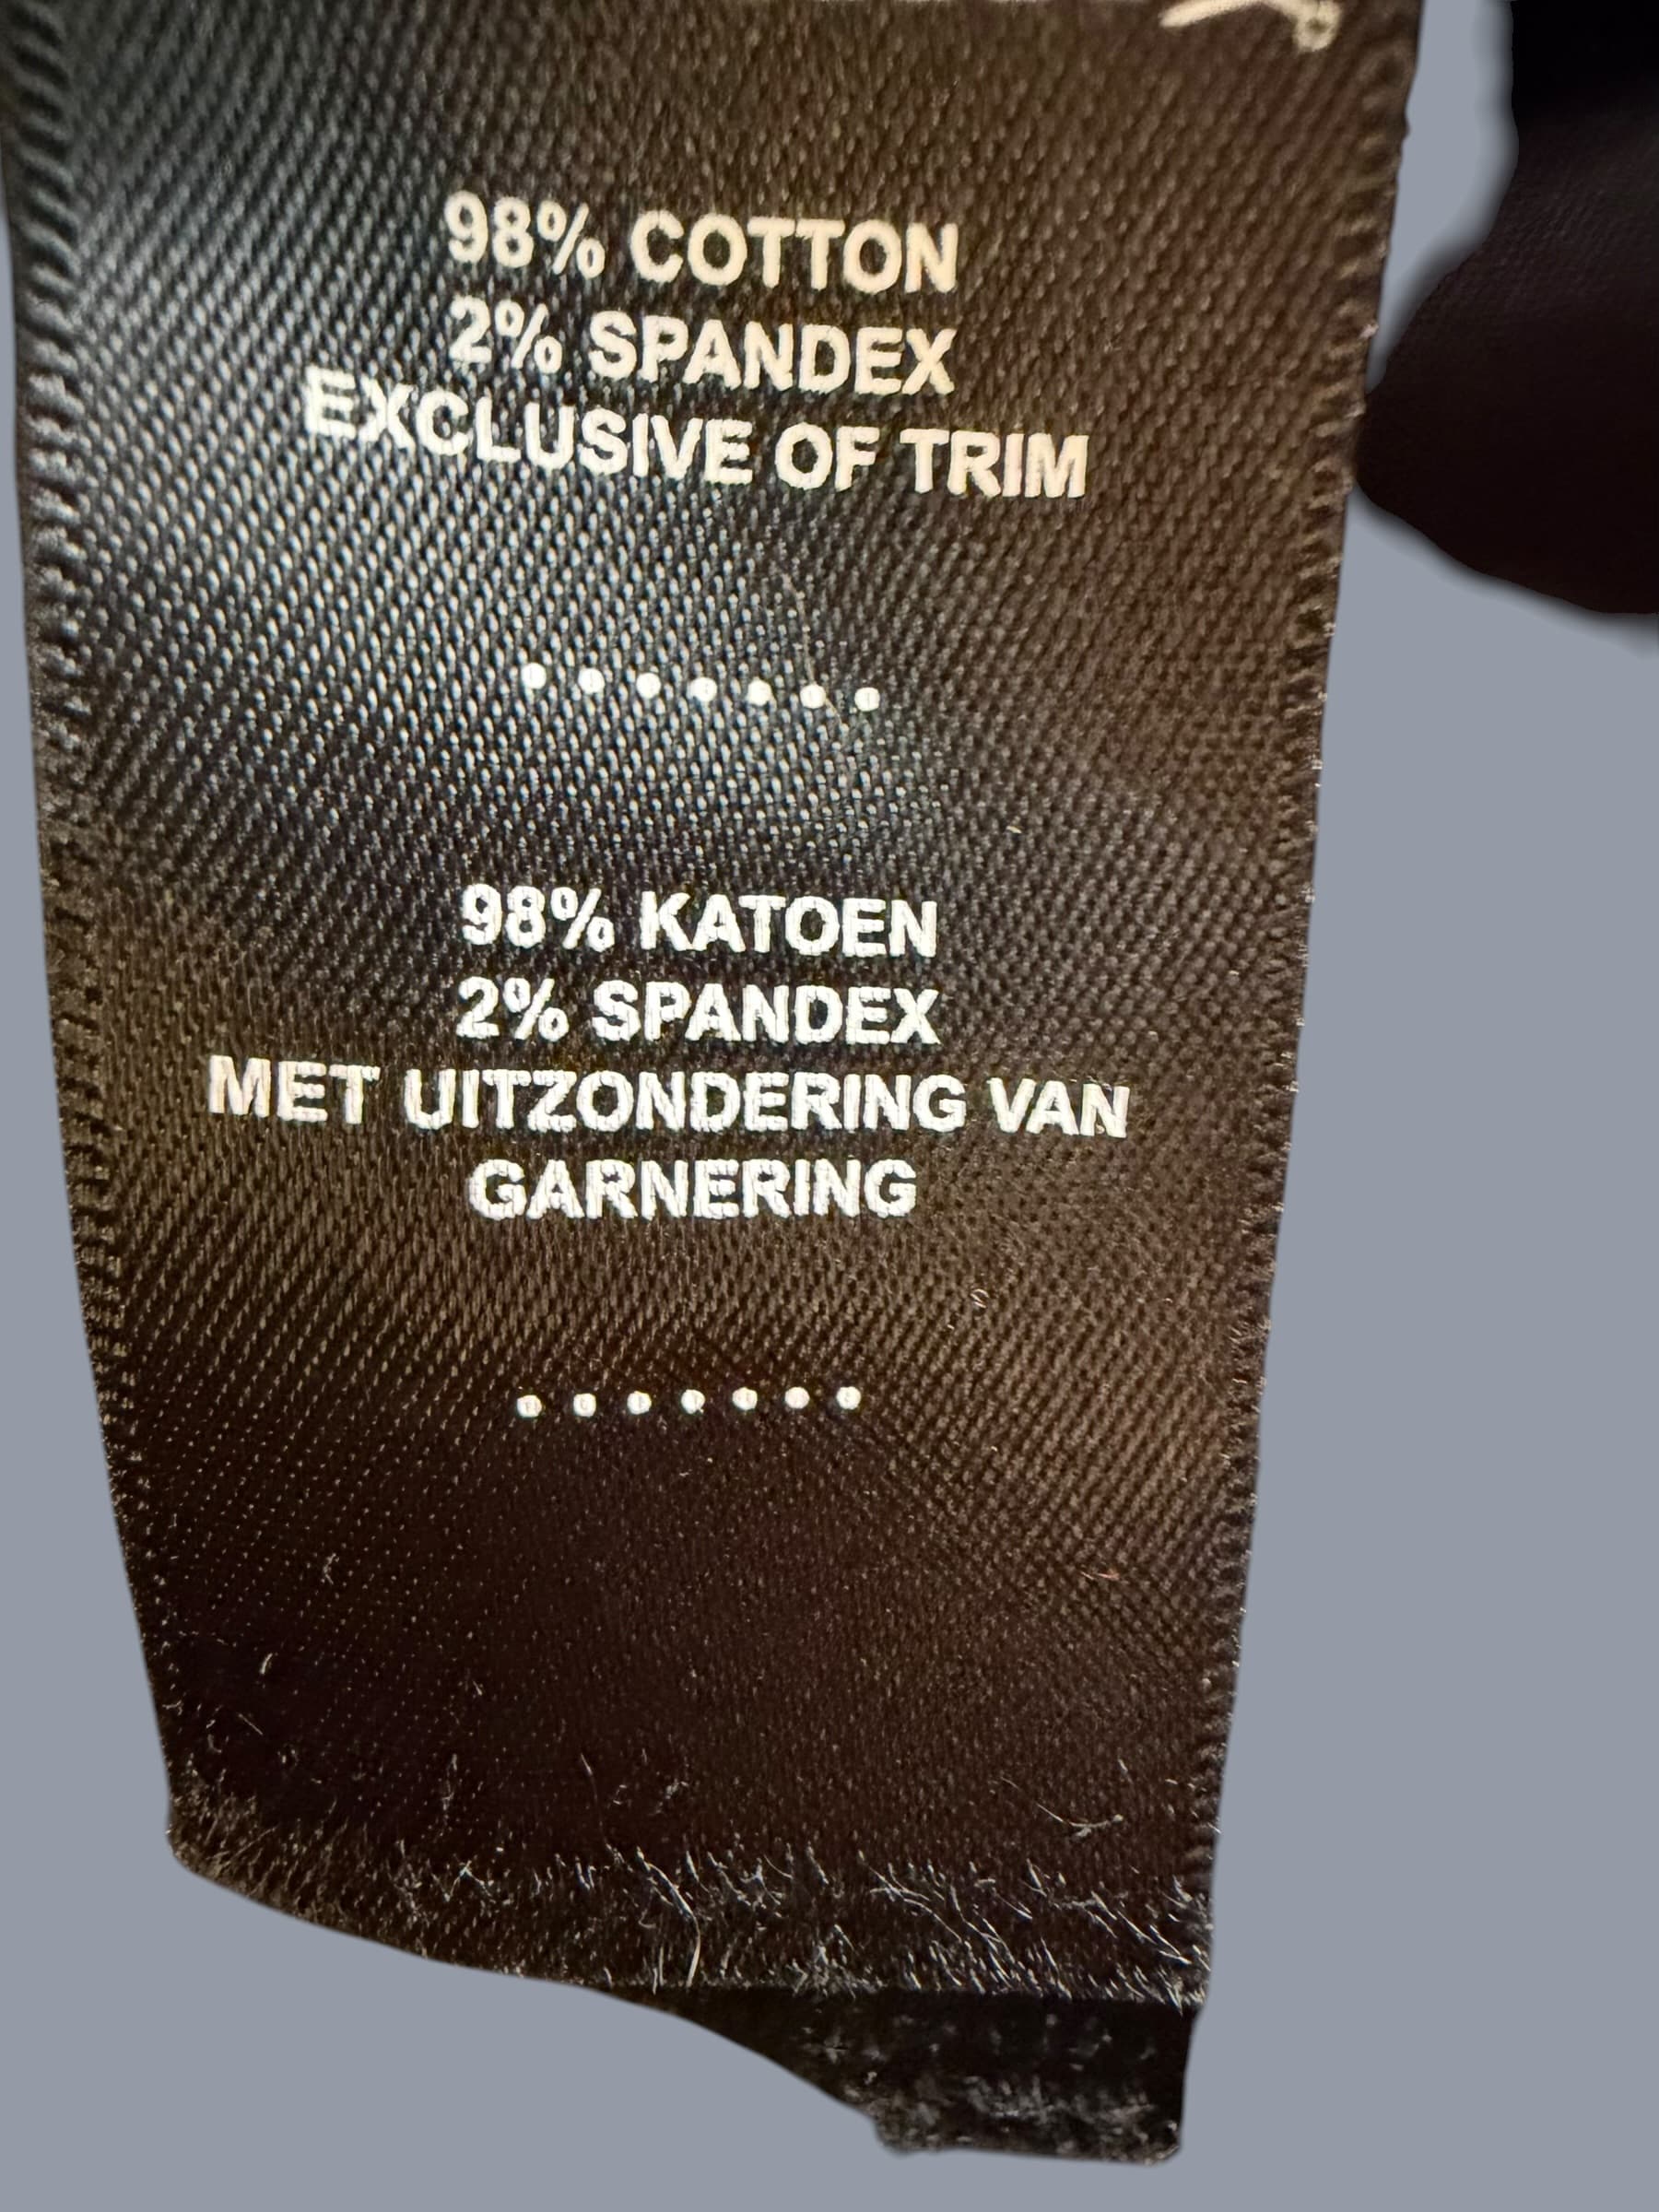 98% COTTON
2% SPANDEX
EXCLUSIVE OF TRIM
98% KATOEN
2% SPANDEX
MET UITZONDERING VAN
GARNERING